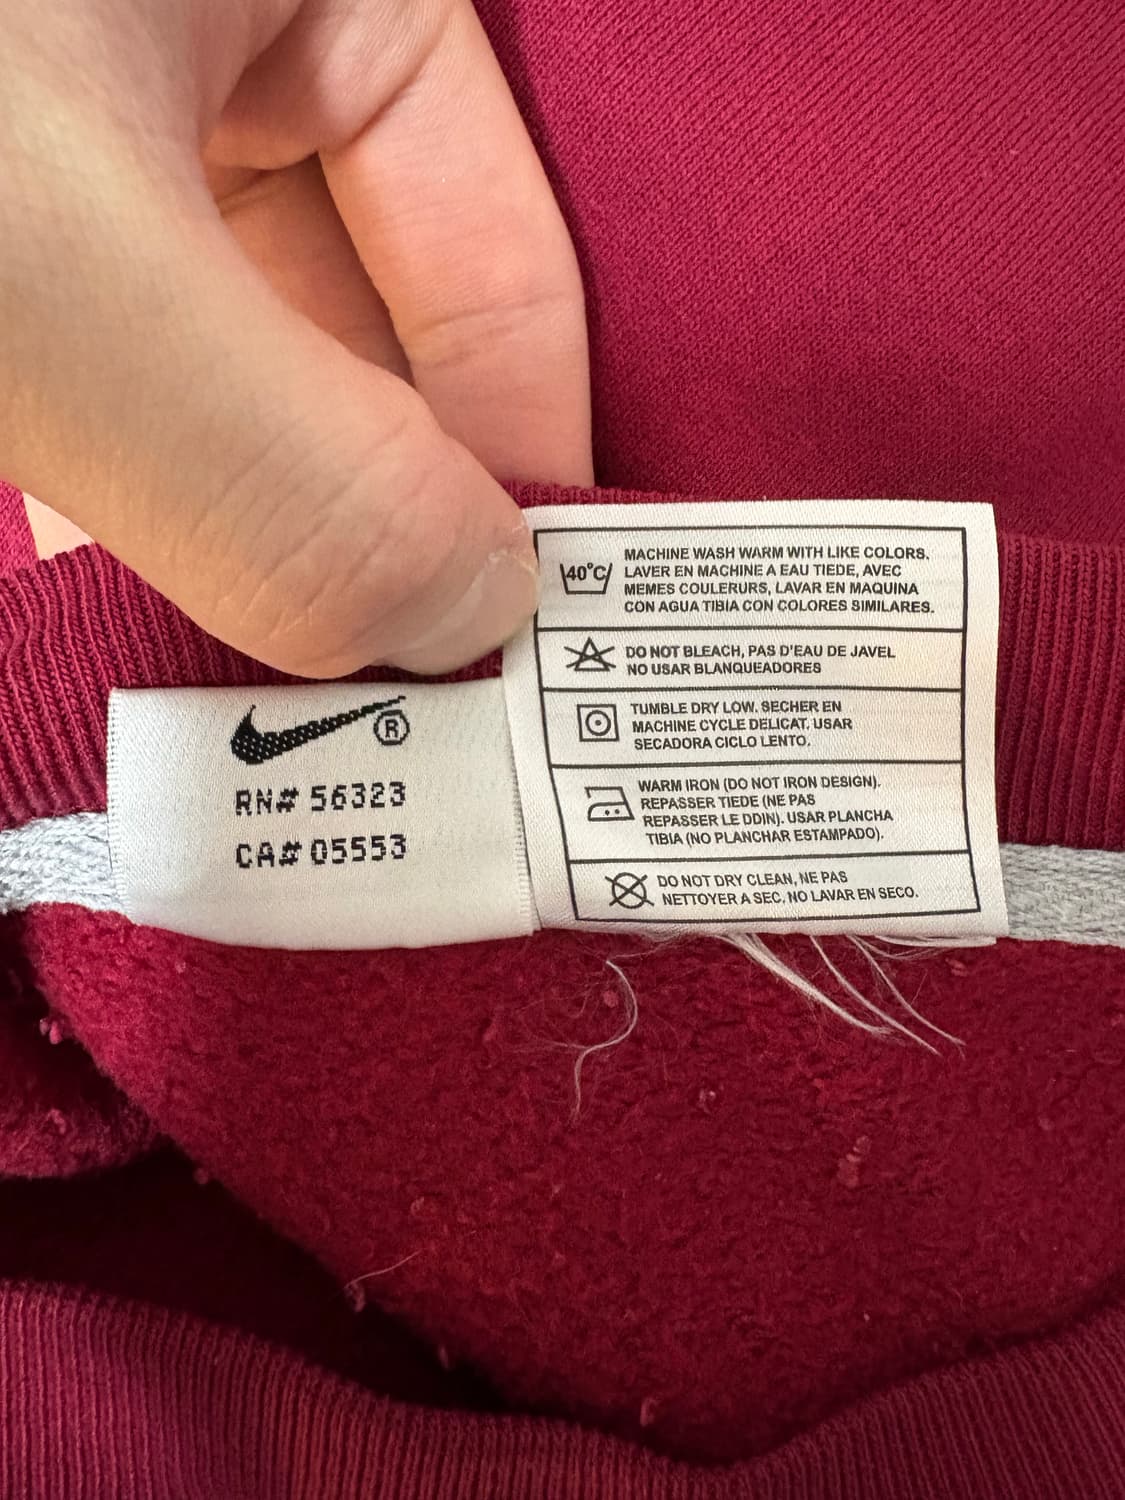 ®
RN# 56323
CA# 05553
40°C
MACHINE WASH WARM WITH LIKE COLORS.
LAVER EN MACHINE A EAU TIEDE, AVEC
MEMES COULERURS, LAVAR EN MAQUINA
CON AGUA TIBIA CON COLORES SIMILARES.
DO NOT BLEACH, PAS D'EAU DE JAVEL
NO USAR BLANQUEADORES
TUMBLE DRY LOW. SECHER EN
MACHINE CYCLE DELICAT. USAR
SECADORA CICLO LENTO.
WARM IRON (DO NOT IRON DESIGN).
REPASSER TIEDE (NE PAS
REPASSER LE DDIN). USAR PLANCHA
TIBIA (NO PLANCHAR ESTAMPADO).
DO NOT DRY CLEAN, NE PAS
NETTOYER A SEC, NO LAVAR EN SECO.